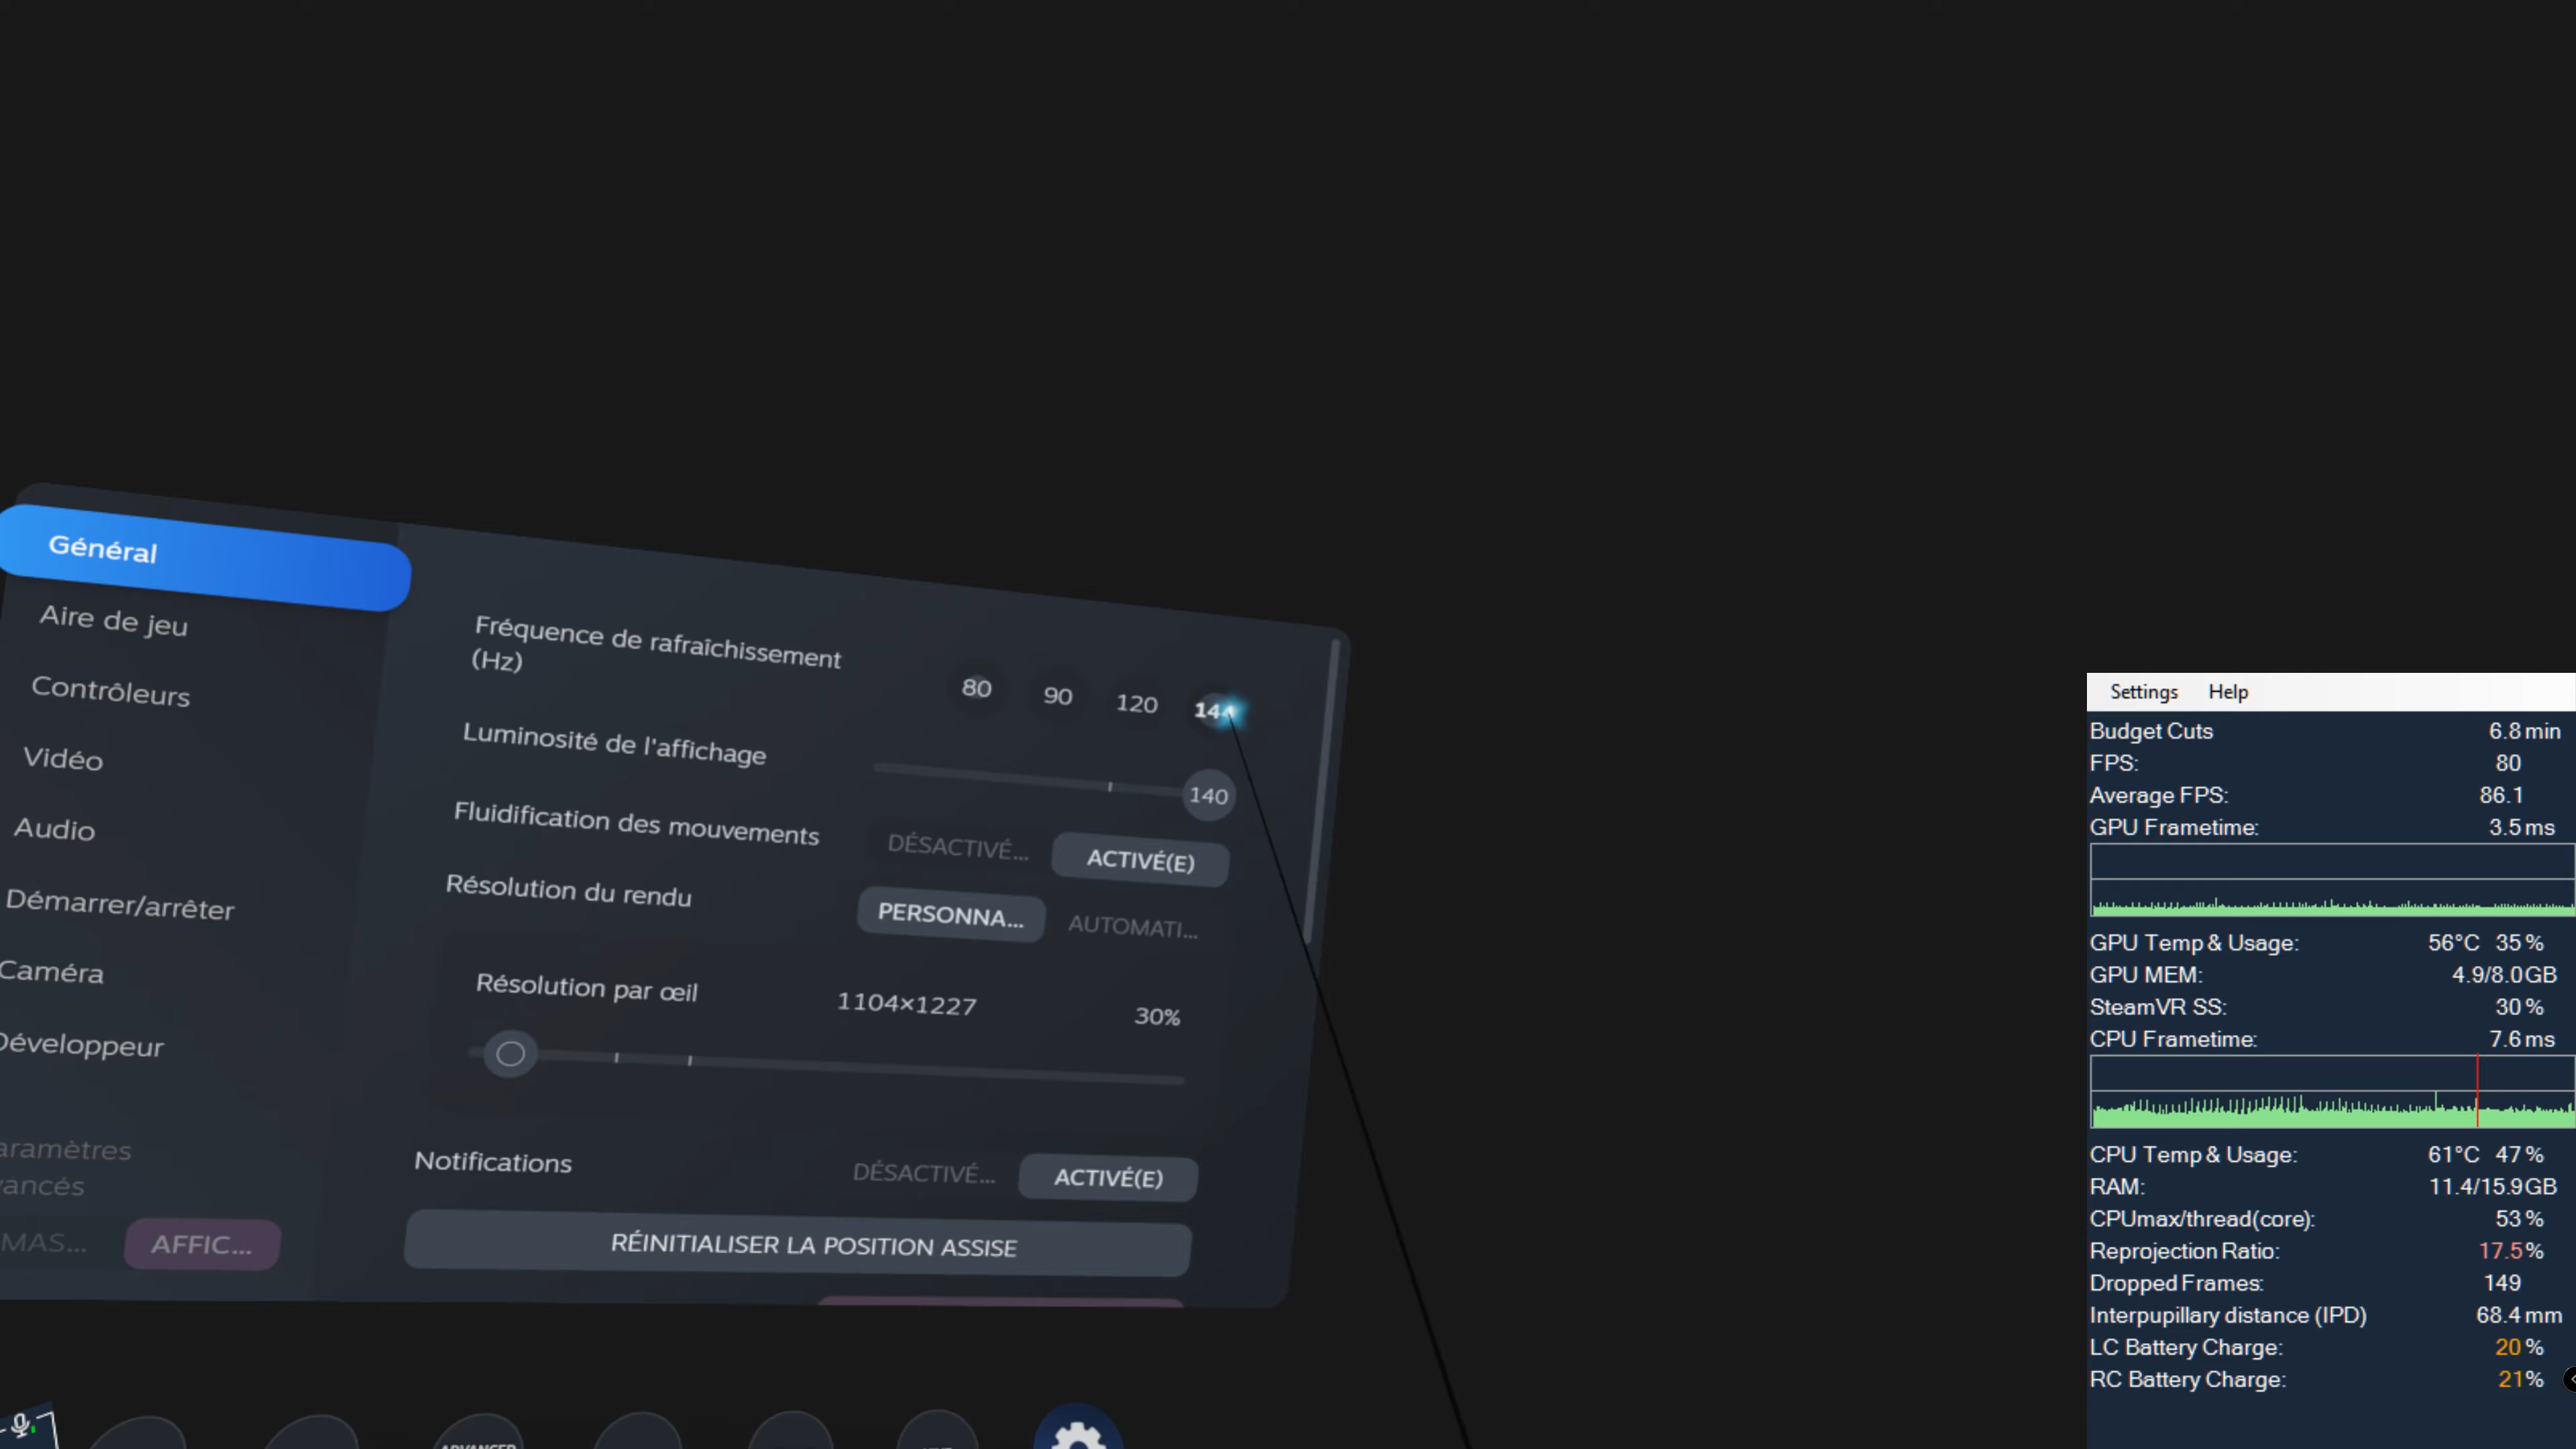 Général
Aire de jeu
Contrôleurs
Vidéo
Audio
Démarrer/arrêter
Caméra
Développeur
aramètres
vancés
MAS...
AFFIC...
Fréquence de rafraîchissement
(Hz)
80 90 120 144
Luminosité de l'affichage
140
Fluidification des mouvements
DÉSACTIVÉ... ACTIVÉ(E)
Résolution du rendu
PERSONNA... AUTOMATI...
Résolution par œil 1104×1227 30%
Notifications
DÉSACTIVÉ... ACTIVÉ(E)
RÉINITIALISER LA POSITION ASSISE
ADVANCED
Settings Help
Budget Cuts 6.8 min
FPS: 80
Average FPS: 86.1
GPU Frametime: 3.5 ms
GPU Temp & Usage: 56°C 35 %
GPU MEM: 4.9/8.0GB
SteamVR SS: 30 %
CPU Frametime: 7.6 ms
CPU Temp & Usage: 61°C 47 %
RAM: 11.4/15.9GB
CPUmax/thread(core): 53 %
Reprojection Ratio: 17.5 %
Dropped Frames: 149
Interpupillary distance (IPD) 68.4 mm
LC Battery Charge: 20 %
RC Battery Charge: 21 %